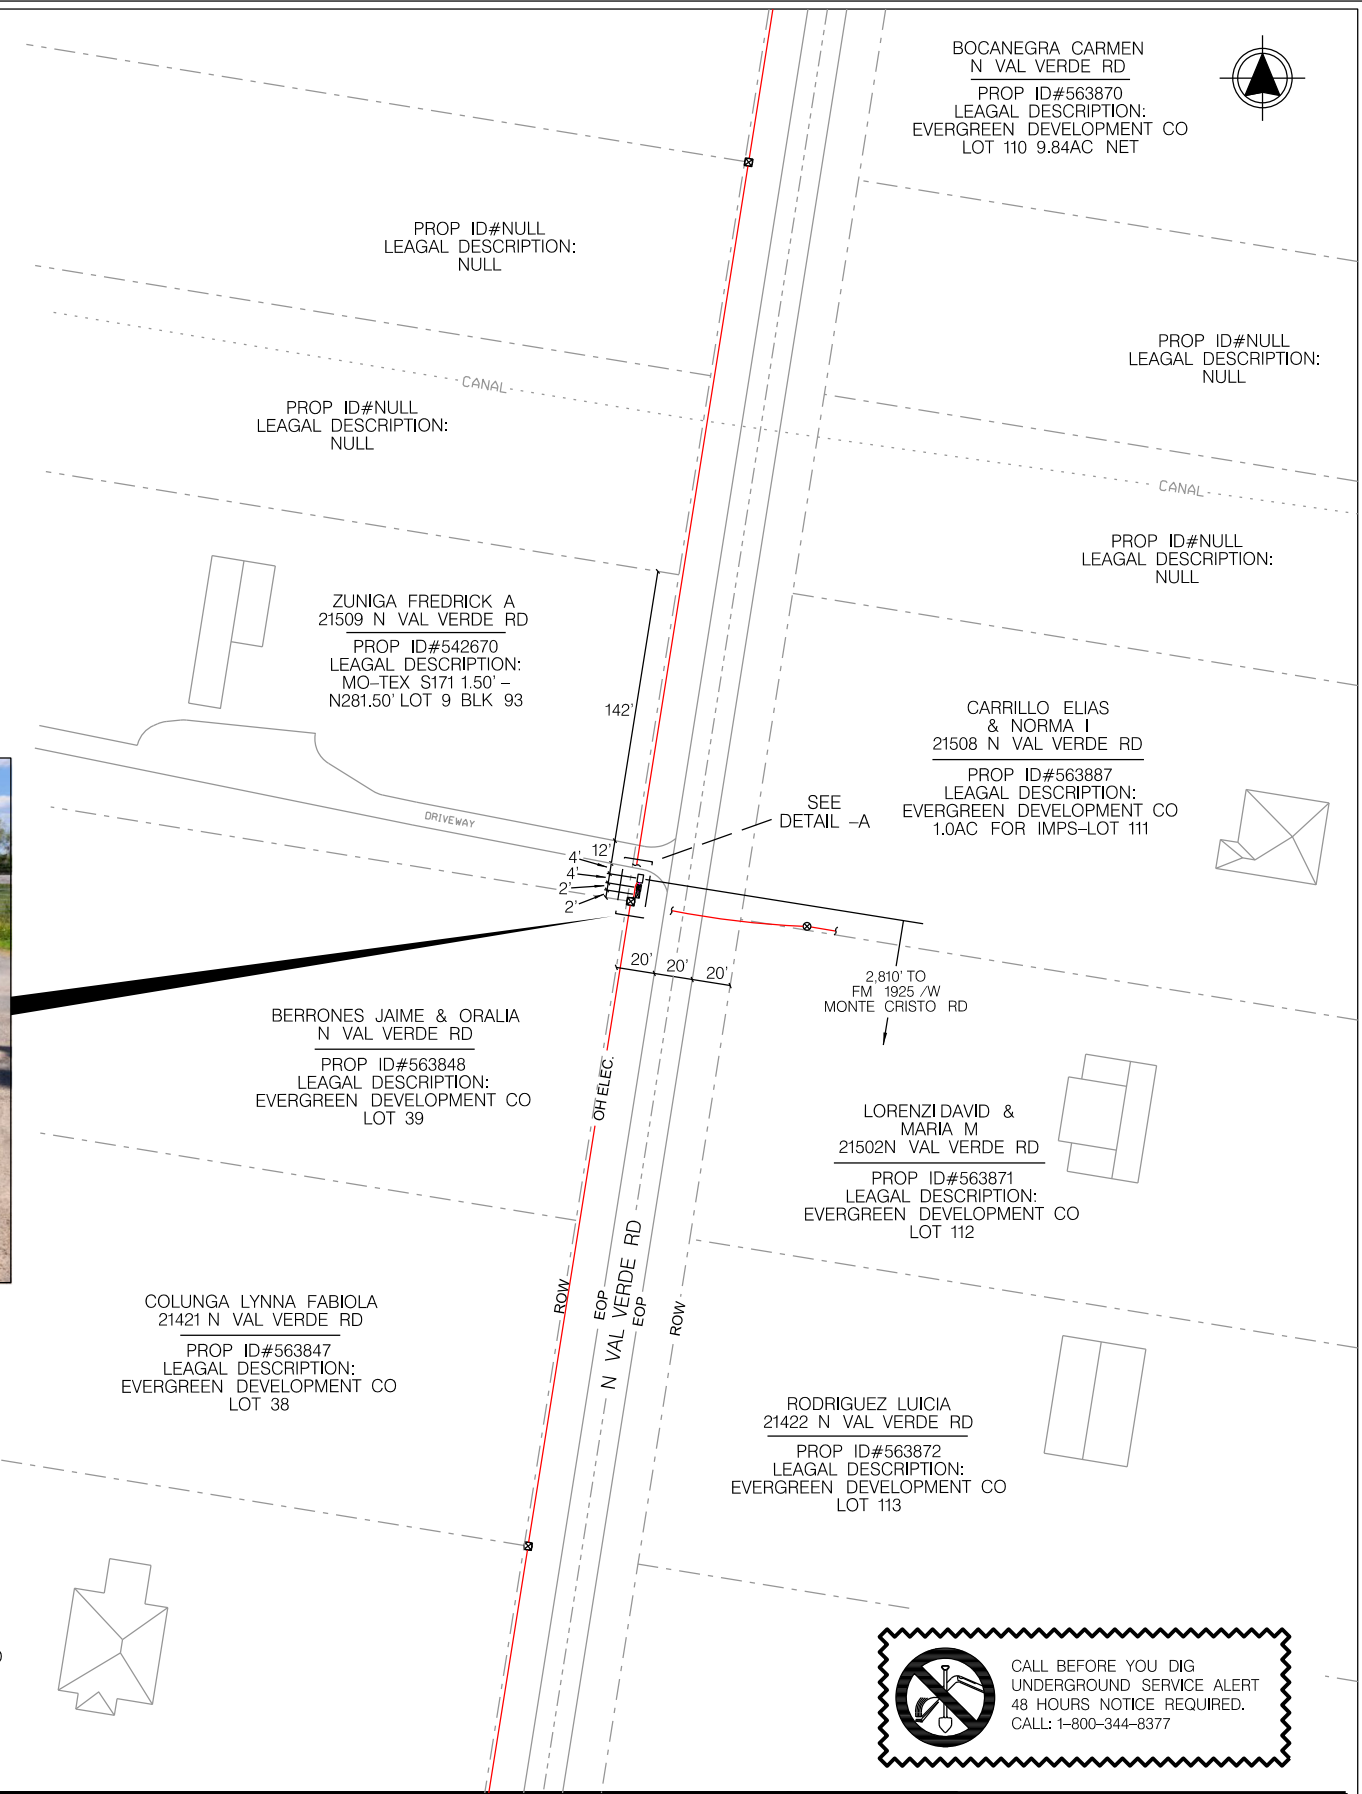 BOCANEGRA CARMEN
N VAL VERDE RD
PROP ID#563870
LEAGAL DESCRIPTION:
EVERGREEN DEVELOPMENT CO
LOT 110 9.84AC NET
PROP ID#NULL
LEAGAL DESCRIPTION:
NULL
PROP ID#NULL
LEAGAL DESCRIPTION:
NULL
CANAL
PROP ID#NULL
LEAGAL DESCRIPTION:
NULL
CANAL
PROP ID#NULL
LEAGAL DESCRIPTION:
NULL
ZUNIGA FREDRICK A
21509 N VAL VERDE RD
PROP ID#542670
LEAGAL DESCRIPTION:
MO-TEX S171 1.50' -
N281.50' LOT 9 BLK 93
142'
CARRILLO ELIAS
& NORMA I
21508 N VAL VERDE RD
PROP ID#563887
LEAGAL DESCRIPTION:
EVERGREEN DEVELOPMENT CO
1.0AC FOR IMPS-LOT 111
SEE
DETAIL -A
DRIVEWAY
12'
4'
4'
2'
2'
20'
20'
20'
2,810' TO
FM 1925 /W
MONTE CRISTO RD
BERRONES JAIME & ORALIA
N VAL VERDE RD
PROP ID#563848
LEAGAL DESCRIPTION:
EVERGREEN DEVELOPMENT CO
LOT 39
OH ELEC.
LORENZI DAVID &
MARIA M
21502N VAL VERDE RD
PROP ID#563871
LEAGAL DESCRIPTION:
EVERGREEN DEVELOPMENT CO
LOT 112
ROW
EOP
N VAL VERDE RD
EOP
ROW
COLUNGA LYNNA FABIOLA
21421 N VAL VERDE RD
PROP ID#563847
LEAGAL DESCRIPTION:
EVERGREEN DEVELOPMENT CO
LOT 38
RODRIGUEZ LUICIA
21422 N VAL VERDE RD
PROP ID#563872
LEAGAL DESCRIPTION:
EVERGREEN DEVELOPMENT CO
LOT 113
CALL BEFORE YOU DIG
UNDERGROUND SERVICE ALERT
48 HOURS NOTICE REQUIRED.
CALL: 1-800-344-8377